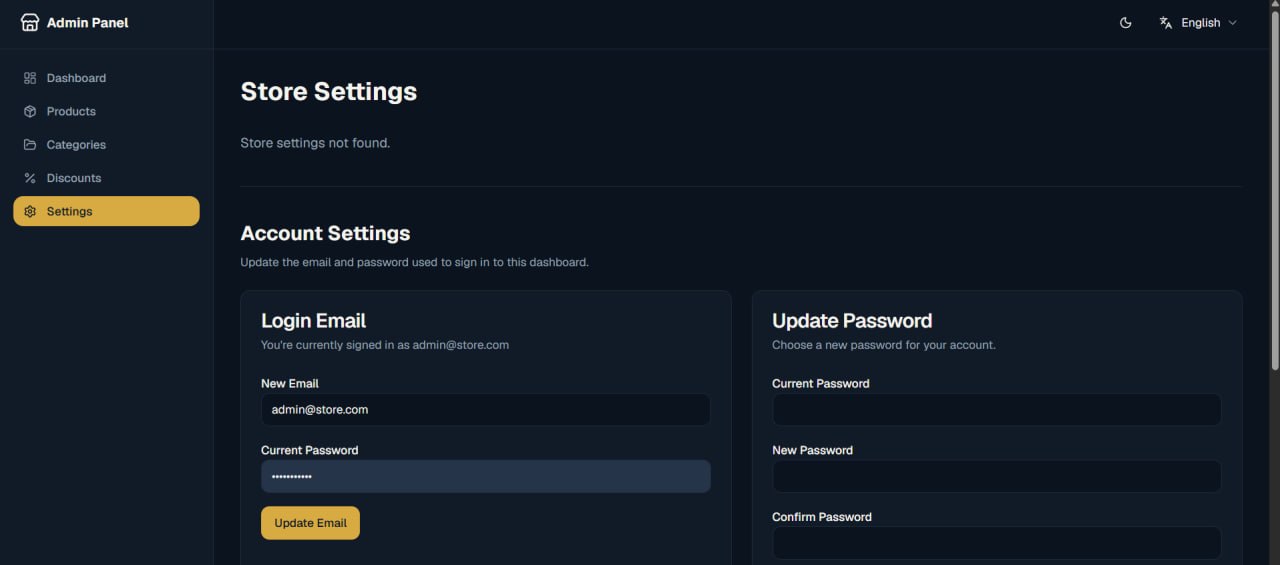 Admin Panel
English
Dashboard
Products
Categories
Discounts
Settings
Store Settings
Store settings not found.
Account Settings
Update the email and password used to sign in to this dashboard.
Login Email
You're currently signed in as admin@store.com
New Email
admin@store.com
Current Password
•••••••••••
Update Email
Update Password
Choose a new password for your account.
Current Password
New Password
Confirm Password